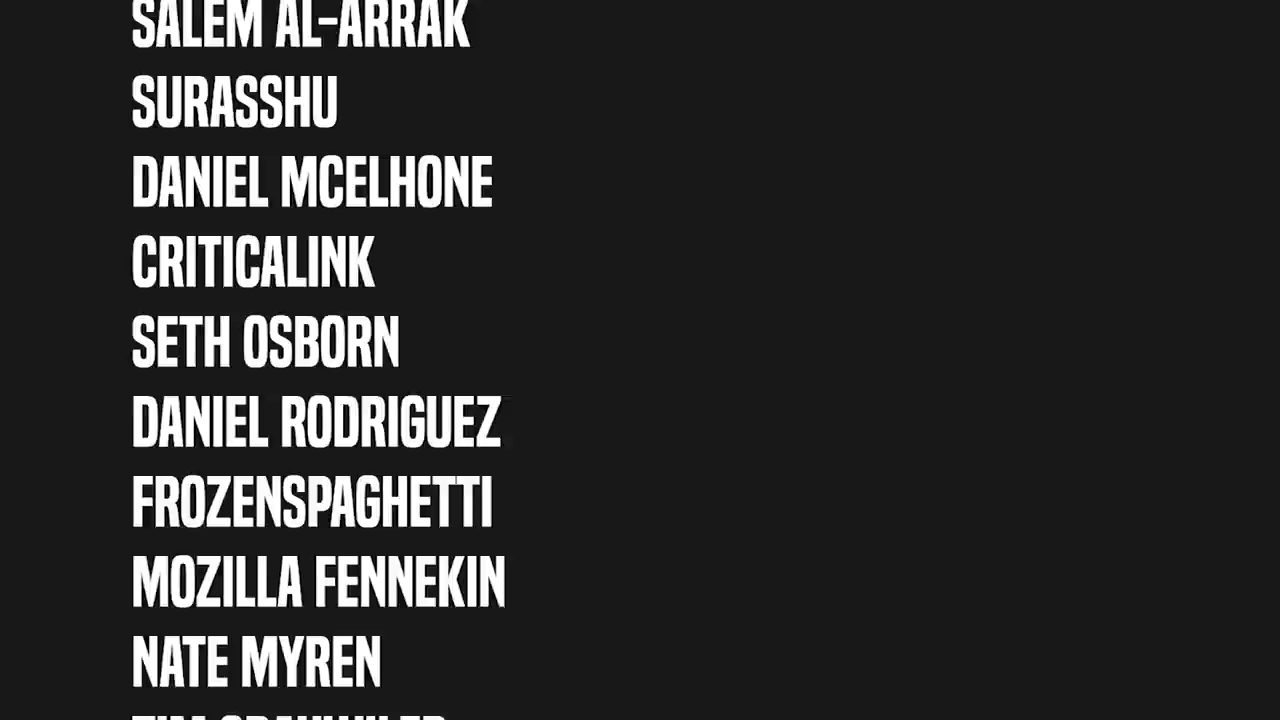 SALEM AL-ARRAK
SURASSHU
DANIEL MCELHONE
CRITICALINK
SETH OSBORN
DANIEL RODRIGUEZ
FROZENSPAGHETTI
MOZILLA FENNEKIN
NATE MYREN